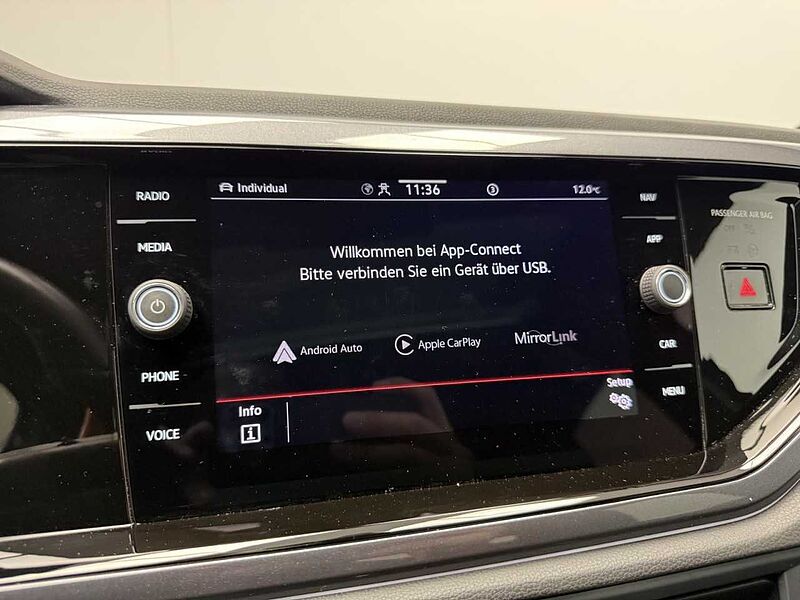 RADIO
MEDIA
PHONE
VOICE
Individual
11:36
3
12.0°C
Willkommen bei App-Connect
Bitte verbinden Sie ein Gerät über USB.
Android Auto
Apple CarPlay
MirrorLink
Setup
Info
i
NAV
APP
CAR
MENU
PASSENGER AIR BAG